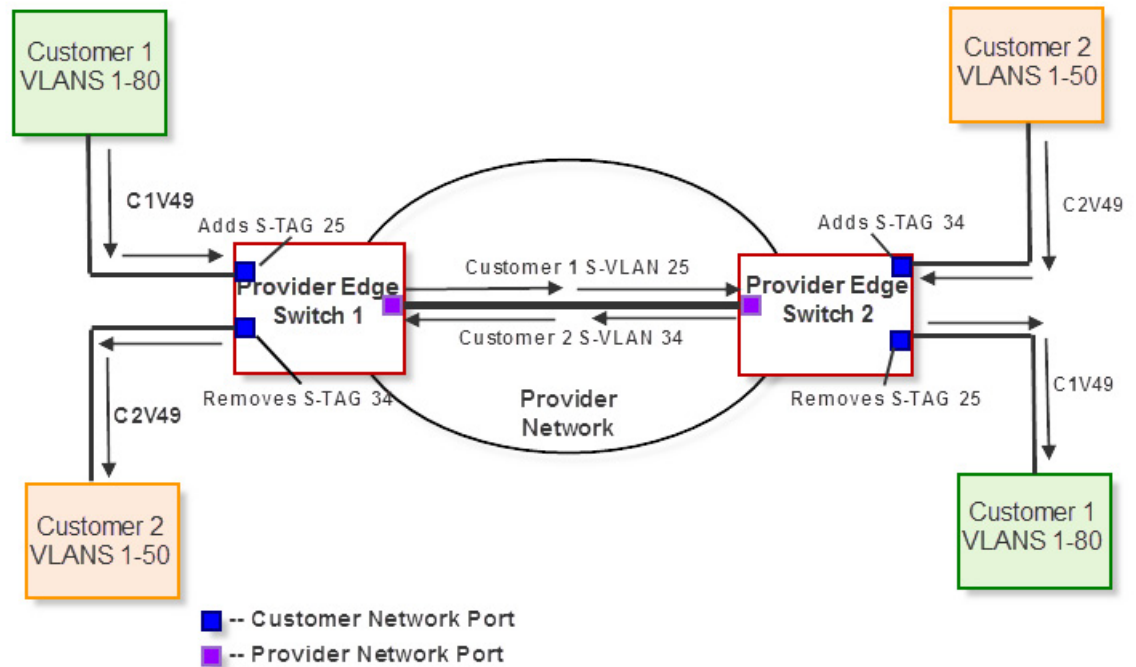 Customer 1
VLANS 1-80
Customer 2
VLANS 1-50
C1V49
Adds S-TAG 25
Adds S-TAG 34
C2V49
Provider Edge
Switch 1
Customer 1 S-VLAN 25
Provider Edge
Switch 2
Customer 2 S-VLAN 34
Removes S-TAG 34
Provider
Network
Removes S-TAG 25
C2V49
C1V49
Customer 2
VLANS 1-50
Customer 1
VLANS 1-80
-- Customer Network Port
-- Provider Network Port